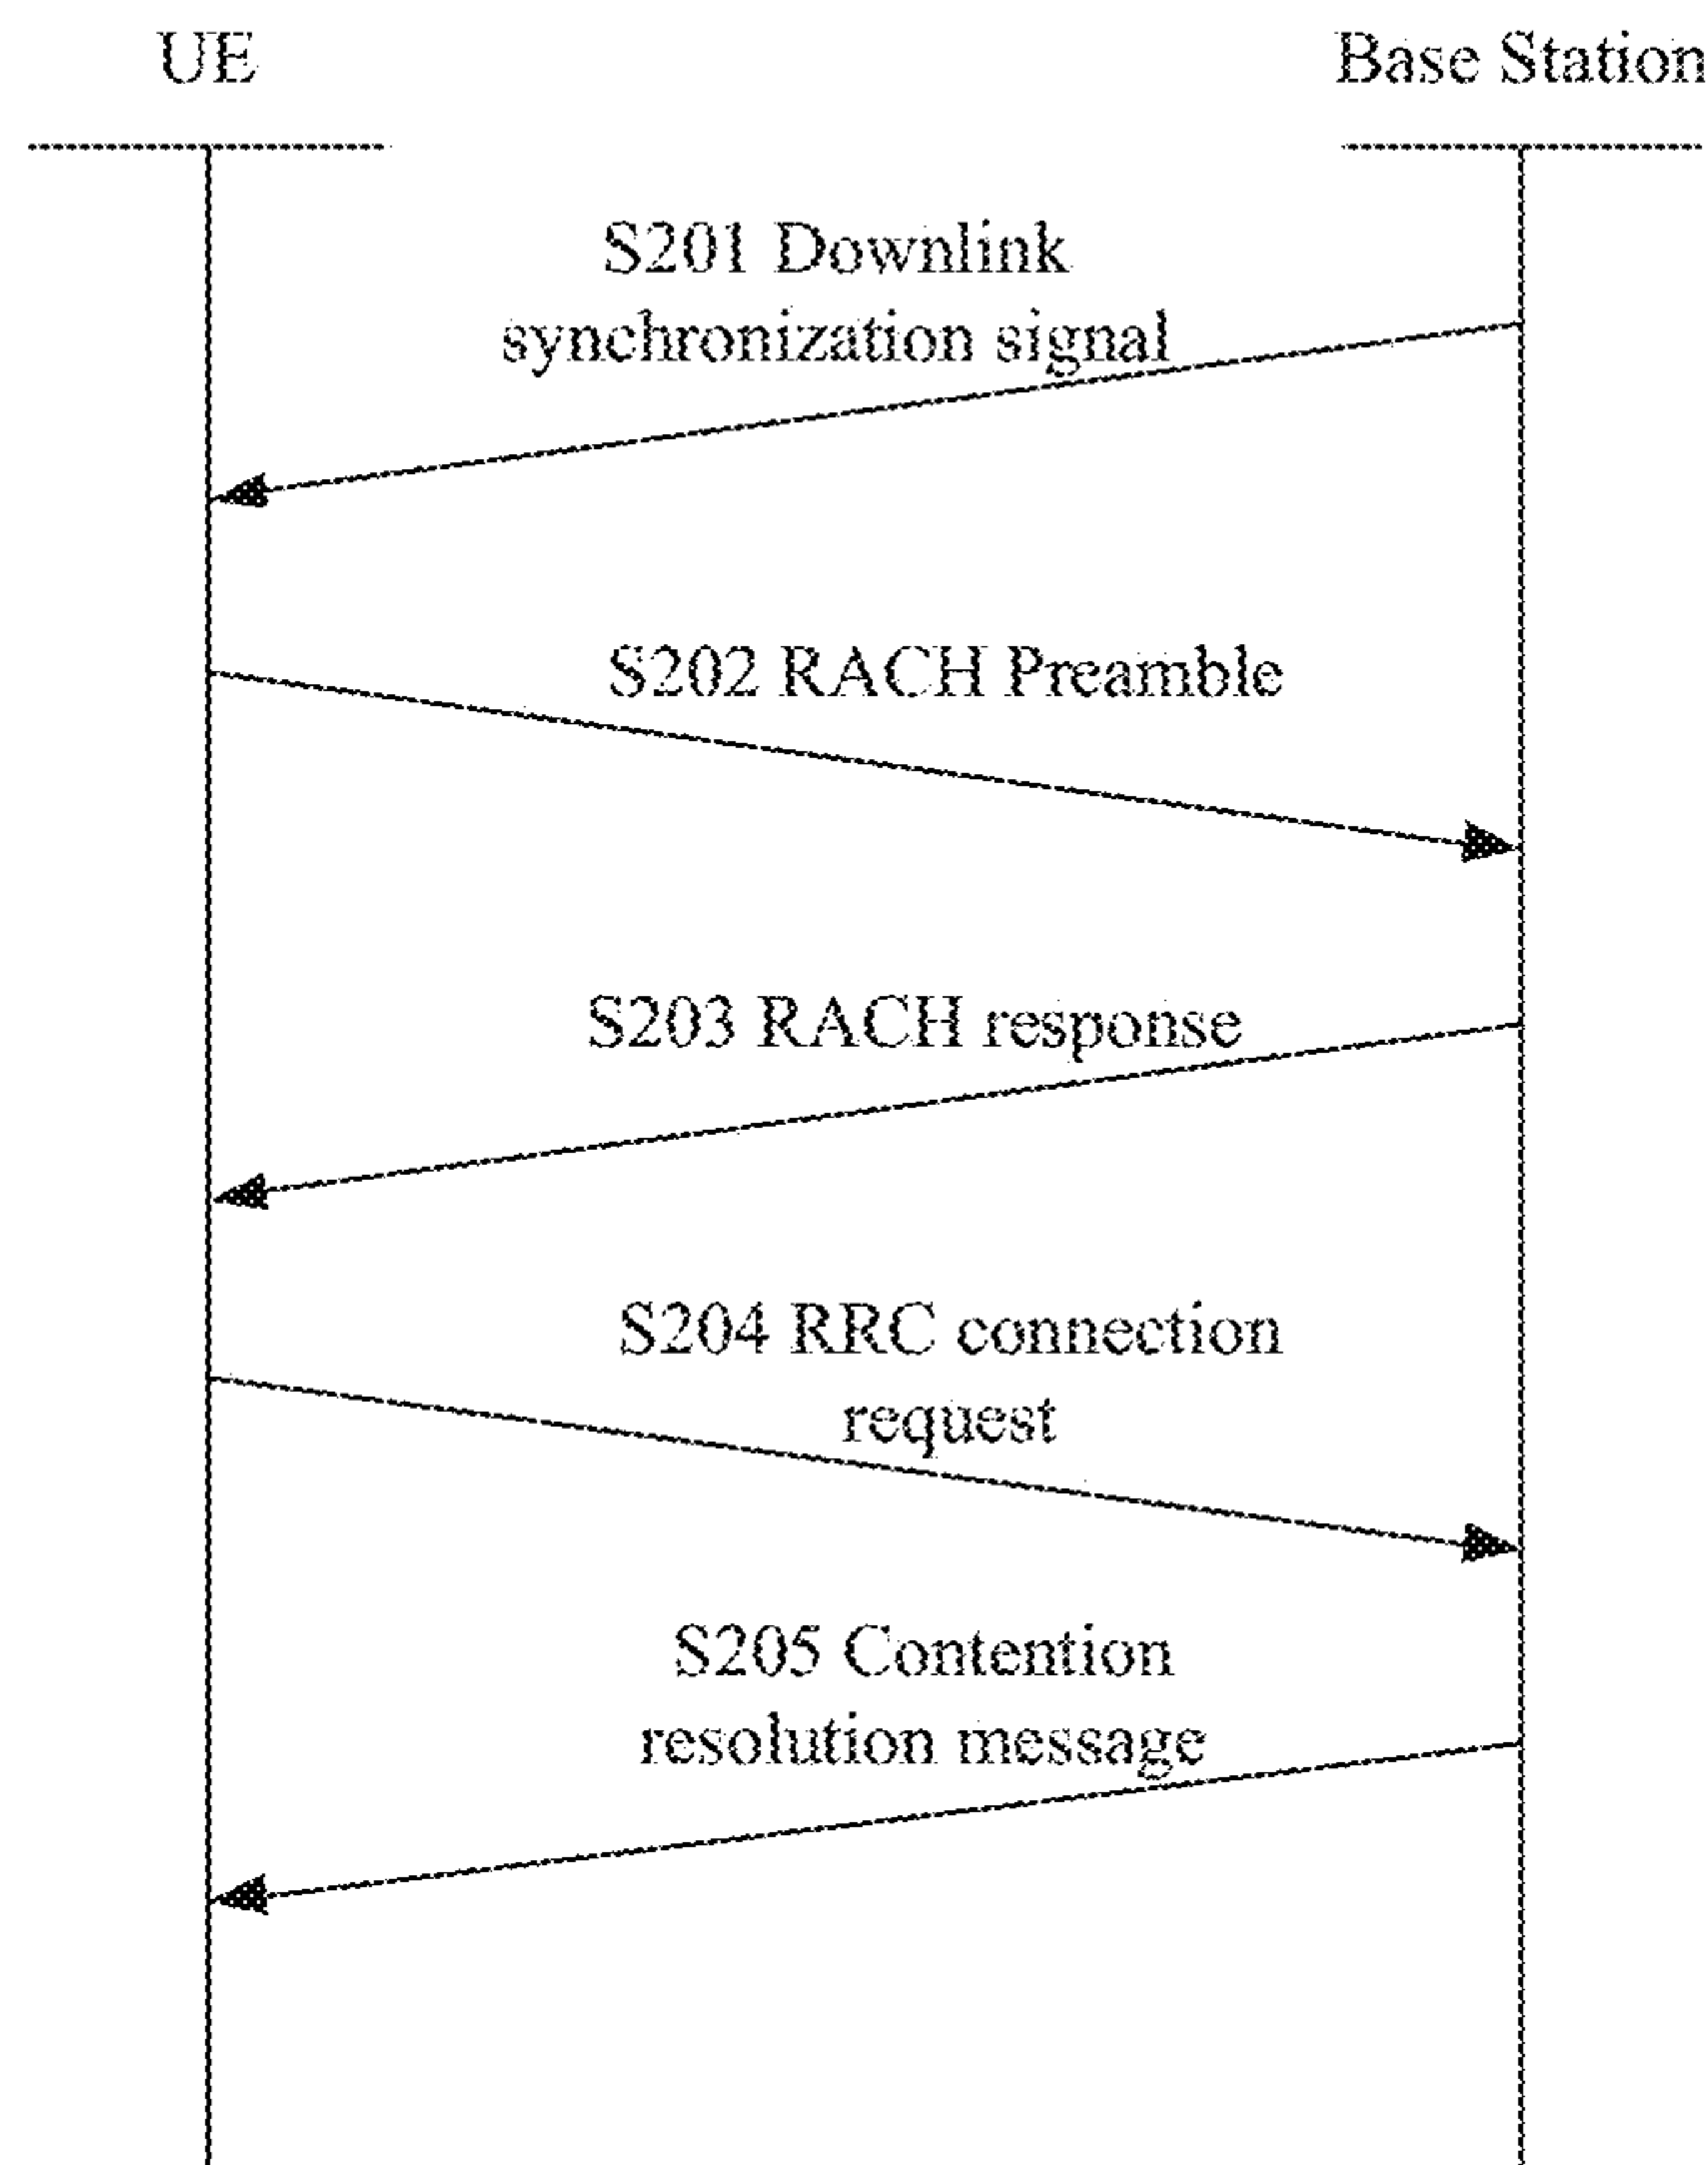 UE
Base Station
S201 Downlink
synchronization signal
S202 RACH Preamble
S203 RACH response
S204 RRC connection
request
S205 Contention
resolution message